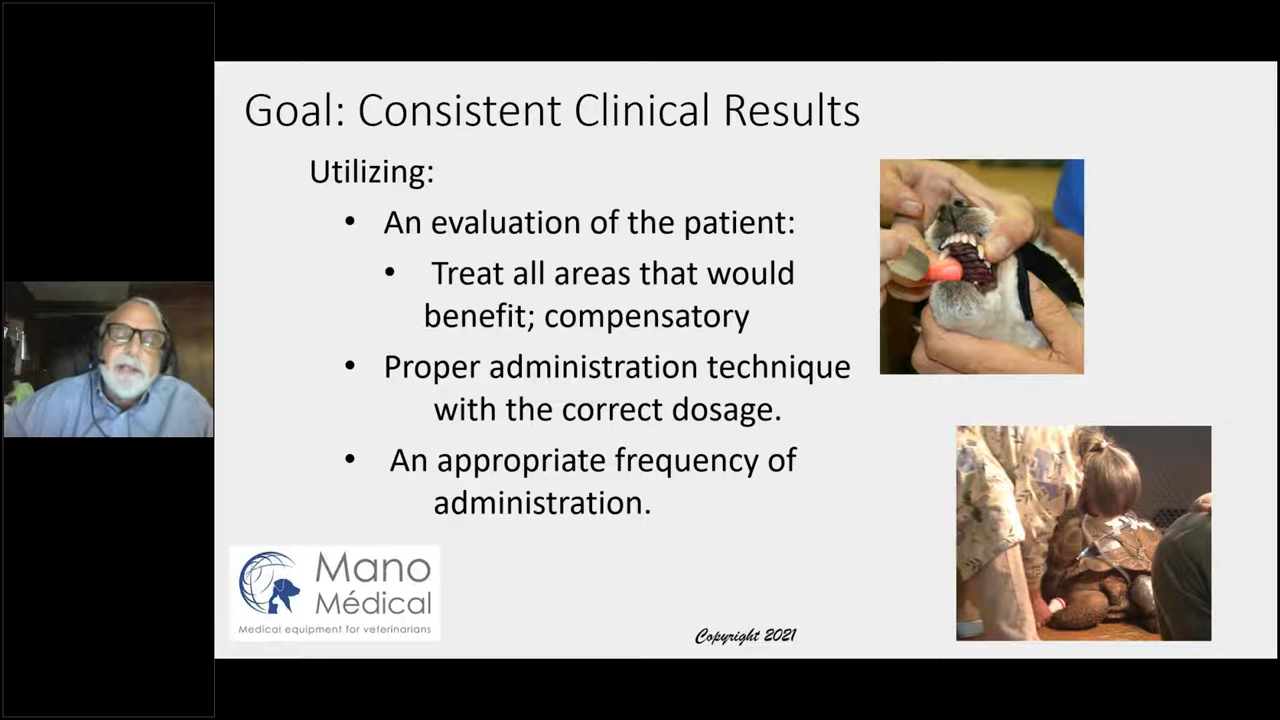 Goal: Consistent Clinical Results
Utilizing:
• An evaluation of the patient:
• Treat all areas that would
benefit; compensatory
• Proper administration technique
with the correct dosage.
• An appropriate frequency of
administration.
Mano
Médical
Medical equipment for veterinarians
Copyright 2021